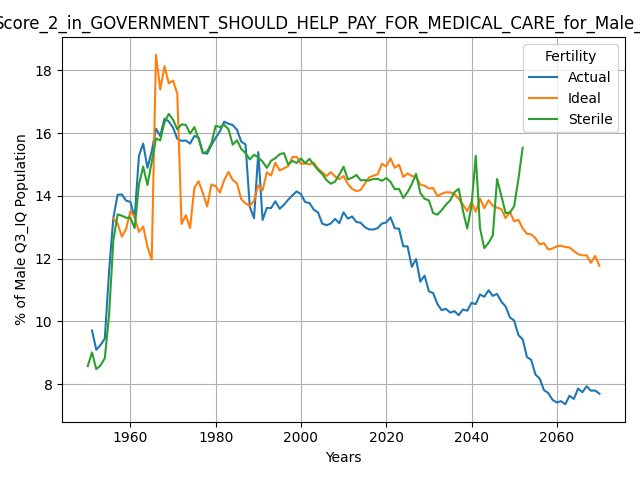 Score_2_in_GOVERNMENT_SHOULD_HELP_PAY_FOR_MEDICAL_CARE_for_Male_
Fertility
Actual
Ideal
Sterile
% of Male Q3_IQ Population
18
16
14
12
10
8
1960
1980
2000
2020
2040
2060
Years